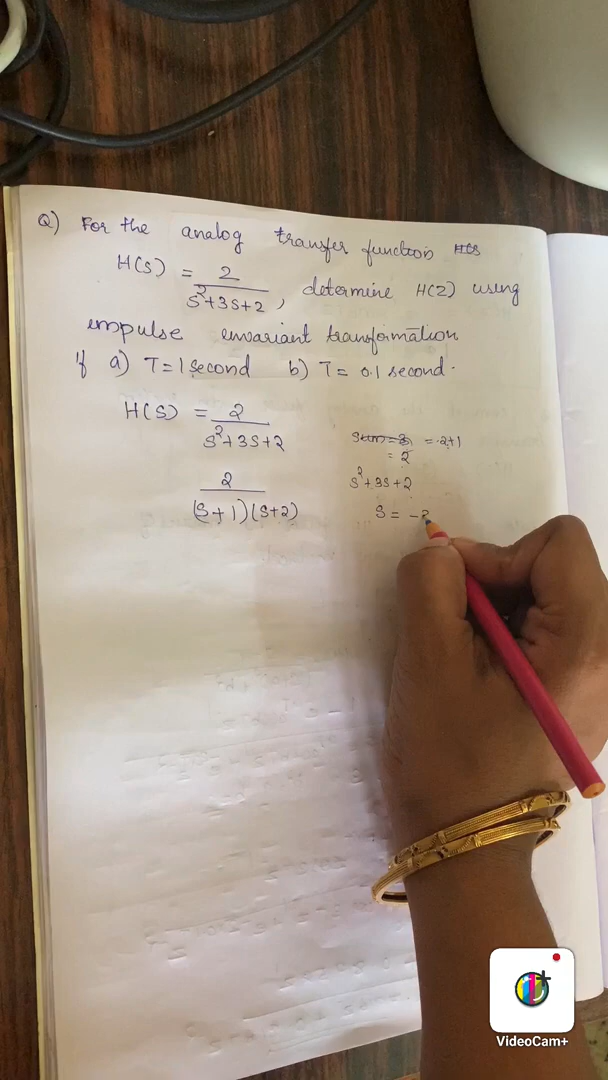 Q) For the analog transfer function
H(S) = 2 / S²+3S+2, determine H(Z) using
impulse invariant transformation
if a) T=1 second b) T= 0.1 second.
H(S) = 2 / S²+3S+2
= 2+1
= 2
S²+3S+2
2 / (S+1)(S+2)
S = -
VideoCam+